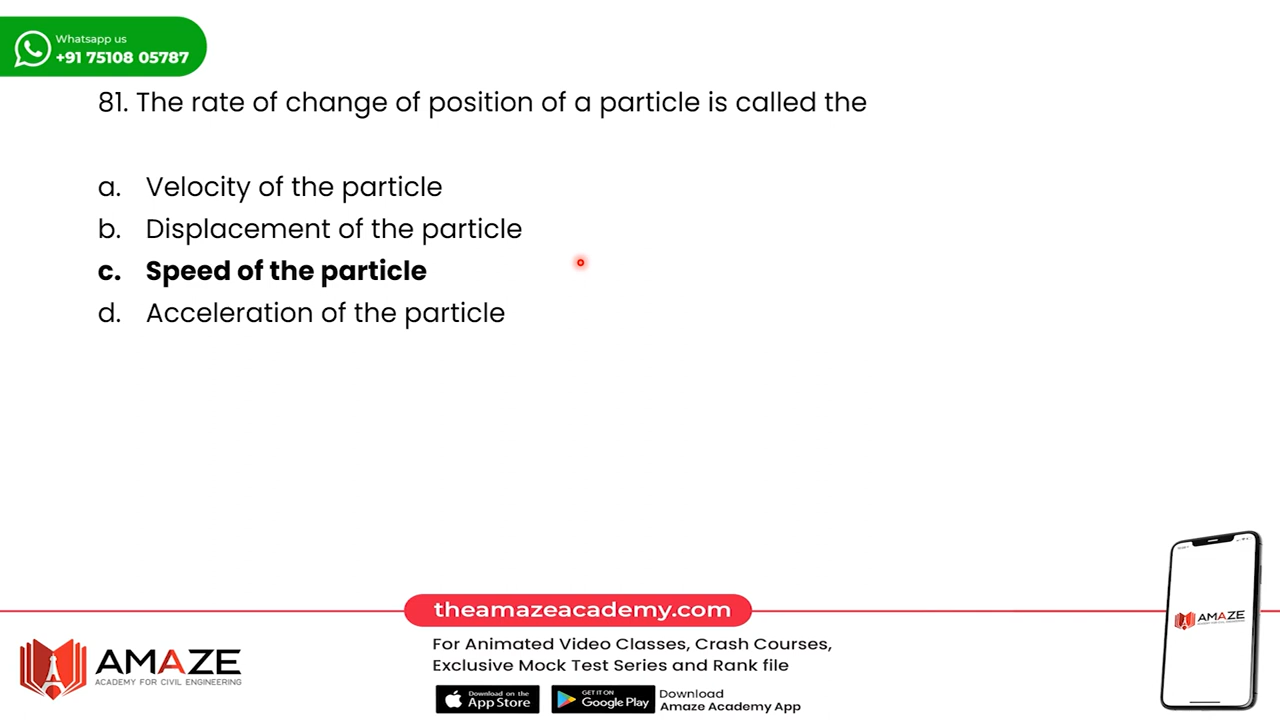 Whatsapp us
+91 75108 05787
81. The rate of change of position of a particle is called the
a. Velocity of the particle
b. Displacement of the particle
c. Speed of the particle
d. Acceleration of the particle
theamazeacademy.com
For Animated Video Classes, Crash Courses,
Exclusive Mock Test Series and Rank file
AMAZE
ACADEMY FOR CIVIL ENGINEERING
Download on the
App Store
GET IT ON
Google Play
Download
Amaze Academy App
AMAZE